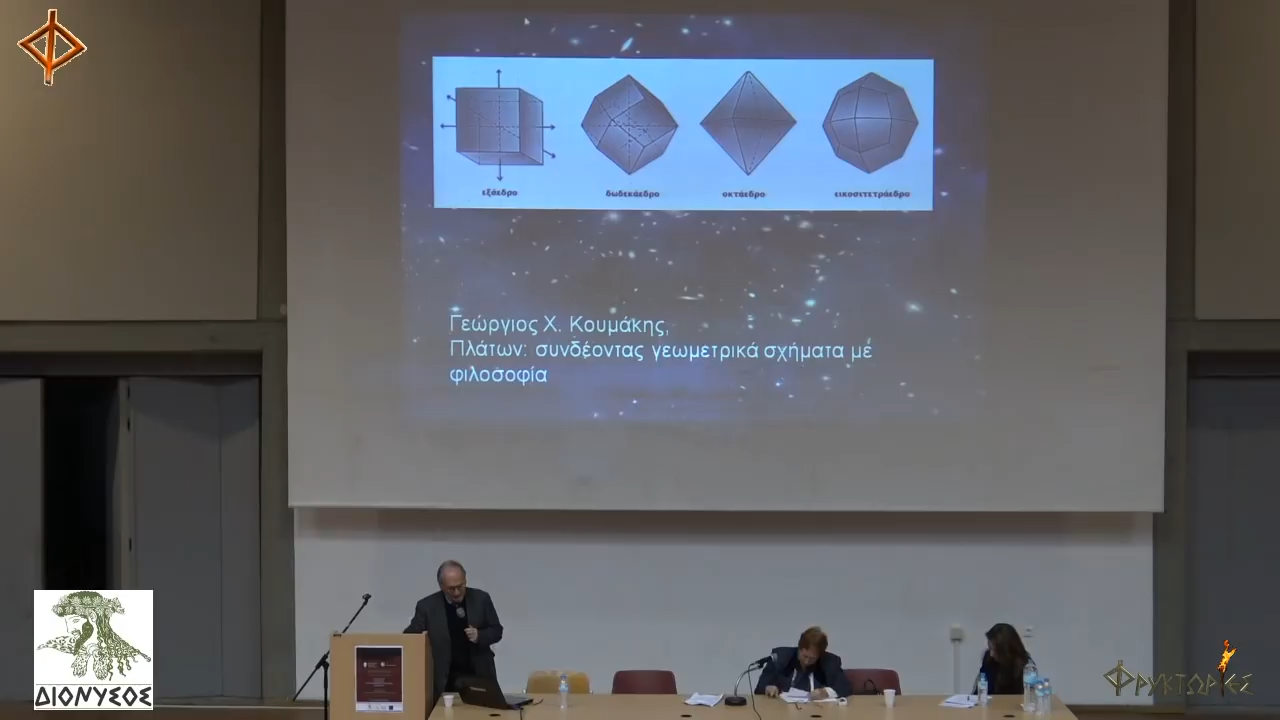 εξάεδρο
δωδεκάεδρο
οκτάεδρο
εικοσιτετράεδρο
Γεώργιος Χ. Κουμάκης,
Πλάτων: συνδέοντας γεωμετρικά σχήματα με
φιλοσοφία
ΔΙΟΝΥΣΟΣ
ΦΡΥΚΤΩΡΙΕΣ